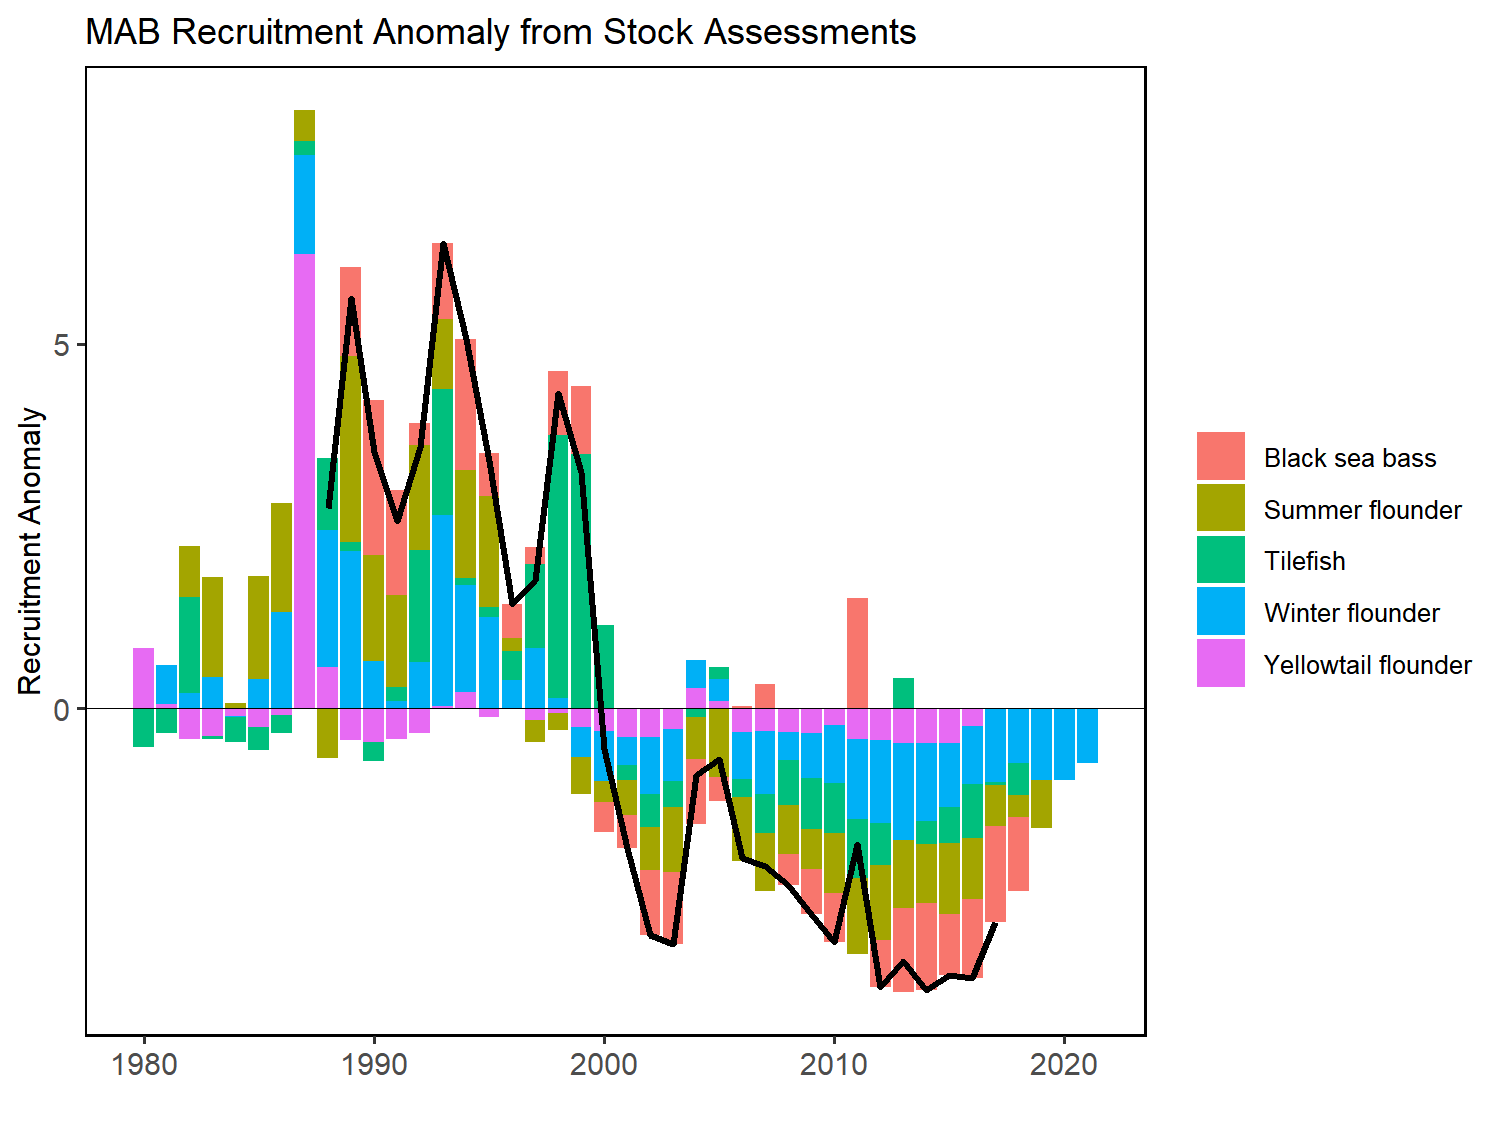 MAB Recruitment Anomaly from Stock Assessments
Recruitment Anomaly
5
0
1980
1990
2000
2010
2020
Black sea bass
Summer flounder
Tilefish
Winter flounder
Yellowtail flounder